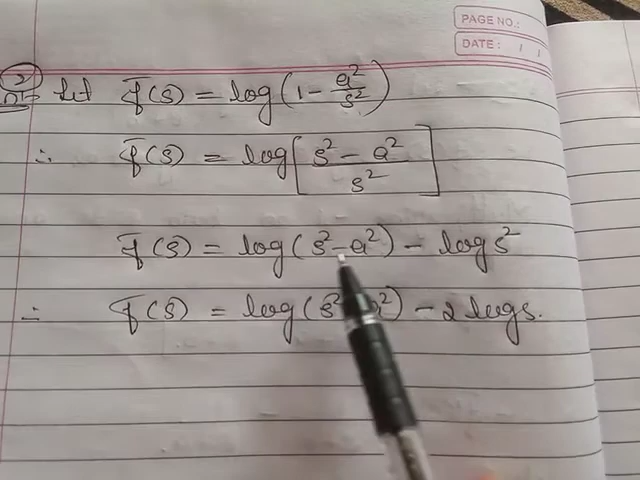 PAGE NO.:
DATE: / /
2
Let f̄(s) = log(1 - a²/s²)
∴ f̄(s) = log[(s² - a²)/s²]
f̄(s) = log(s² - a²) - log s²
∴ f̄(s) = log(s² a²) - 2 log s.